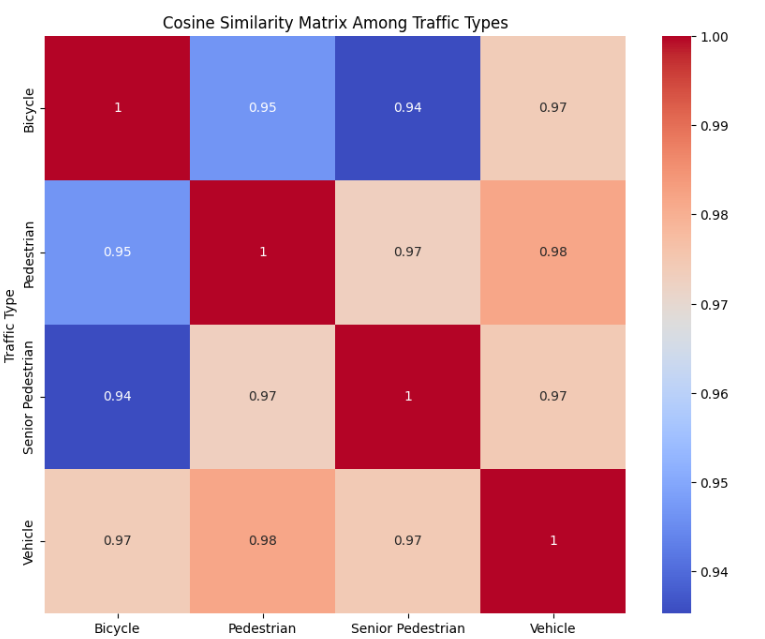 Cosine Similarity Matrix Among Traffic Types
Traffic Type
Bicycle
1
0.95
0.94
0.97
Pedestrian
0.95
1
0.97
0.98
Senior Pedestrian
0.94
0.97
1
0.97
Vehicle
0.97
0.98
0.97
1
Bicycle
Pedestrian
Senior Pedestrian
Vehicle
1.00
0.99
0.98
0.97
0.96
0.95
0.94